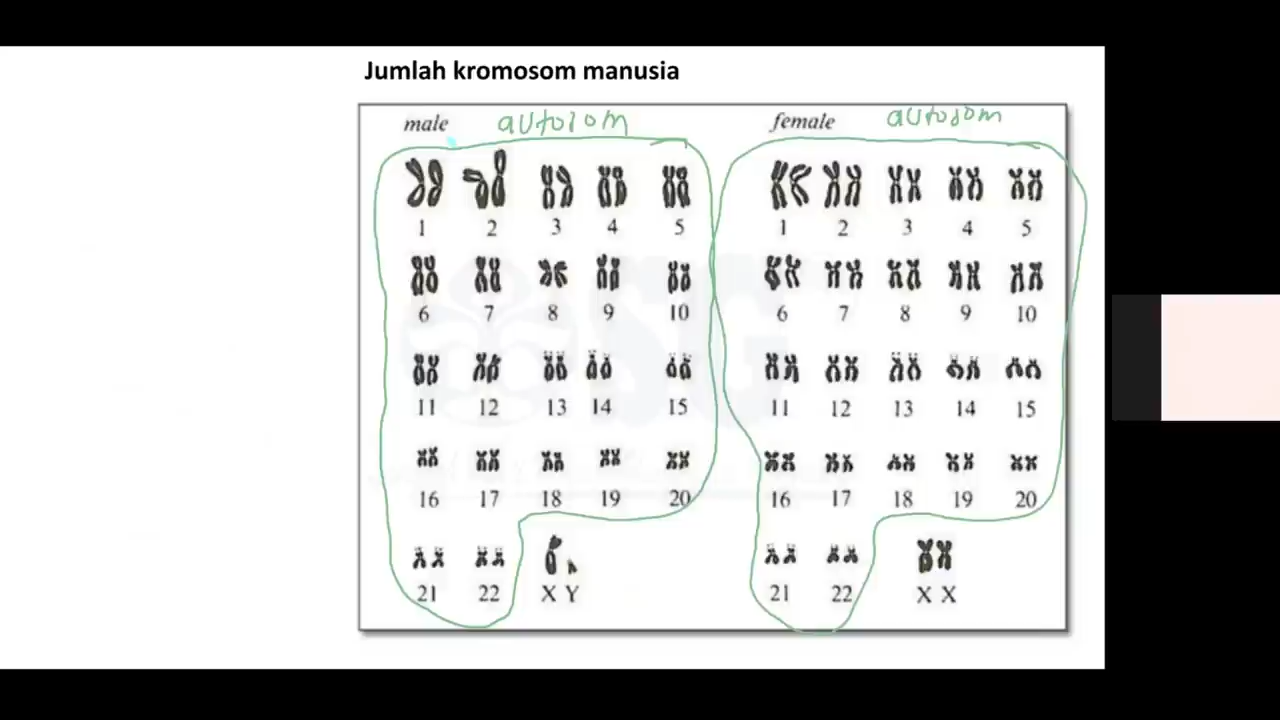 Jumlah kromosom manusia
male autosom female autosom
1 2 3 4 5 1 2 3 4 5
6 7 8 9 10 6 7 8 9 10
11 12 13 14 15 11 12 13 14 15
16 17 18 19 20 16 17 18 19 20
21 22 X Y 21 22 X X
SG